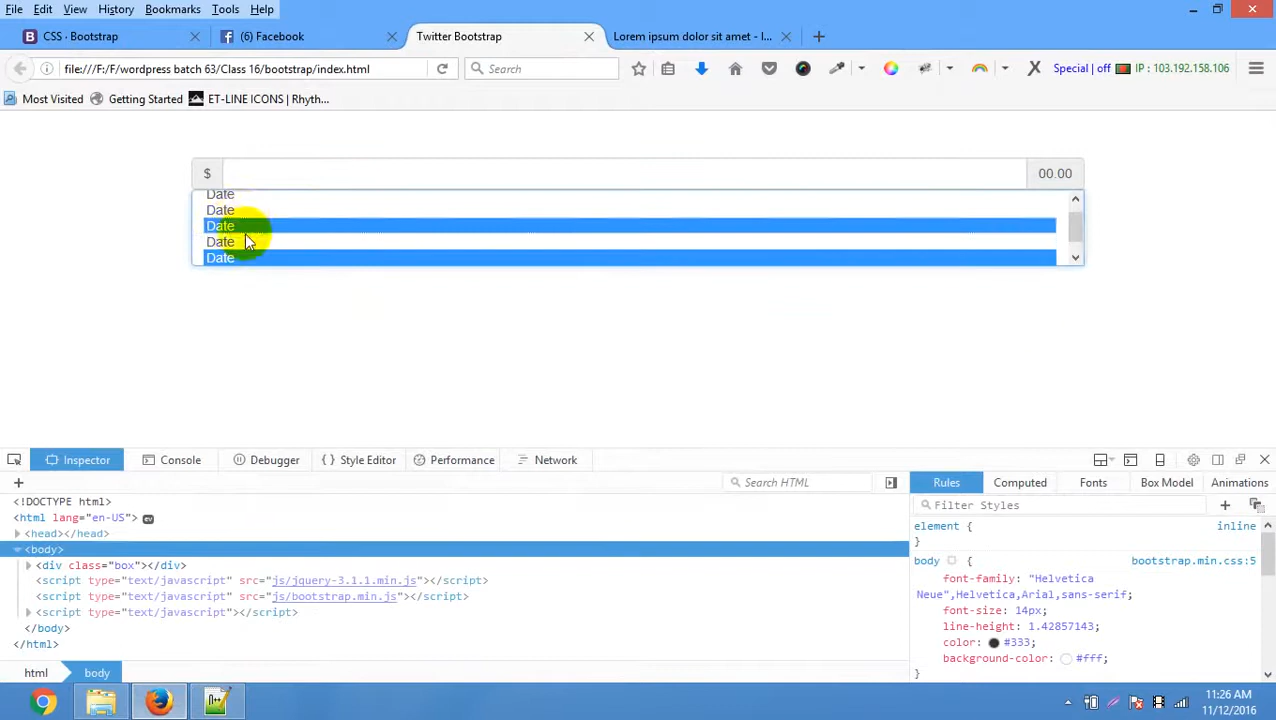 File Edit View History Bookmarks Tools Help
CSS · Bootstrap
(6) Facebook
Twitter Bootstrap
Lorem ipsum dolor sit amet - l...
file:///F:/F/wordpress batch 63/Class 16/bootstrap/index.html
Search
Special | off
IP : 103.192.158.106
Most Visited
Getting Started
ET-LINE ICONS | Rhyth...
$
00.00
Date
Date
Date
Date
Date
Inspector
Console
Debugger
Style Editor
Performance
Network
Search HTML
Rules
Computed
Fonts
Box Model
Animations
Filter Styles
<!DOCTYPE html>
<html lang="en-US"> ev
<head></head>
<body>
<div class="box"></div>
<script type="text/javascript" src="js/jquery-3.1.1.min.js"></script>
<script type="text/javascript" src="js/bootstrap.min.js"></script>
<script type="text/javascript"></script>
</body>
</html>
element {
inline
}
body {
bootstrap.min.css:5
font-family: "Helvetica
Neue",Helvetica,Arial,sans-serif;
font-size: 14px;
line-height: 1.42857143;
color: #333;
background-color: #fff;
}
html
body
11:26 AM
11/12/2016